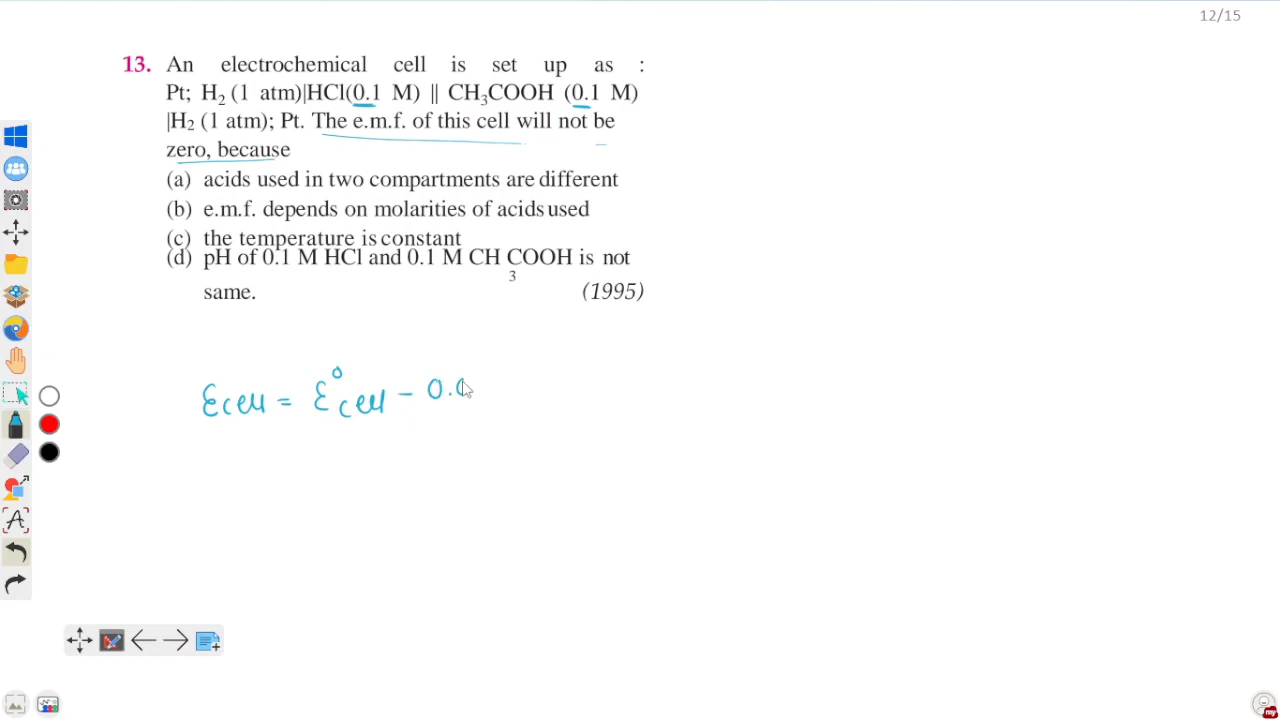 12/15
13. An electrochemical cell is set up as :
Pt; H₂ (1 atm)|HCl(0.1 M) || CH₃COOH (0.1 M)
|H₂ (1 atm); Pt. The e.m.f. of this cell will not be
zero, because
(a) acids used in two compartments are different
(b) e.m.f. depends on molarities of acids used
(c) the temperature is constant
(d) pH of 0.1 M HCl and 0.1 M CH₃COOH is not
same. (1995)
Ecell = E⁰cell - 0.0